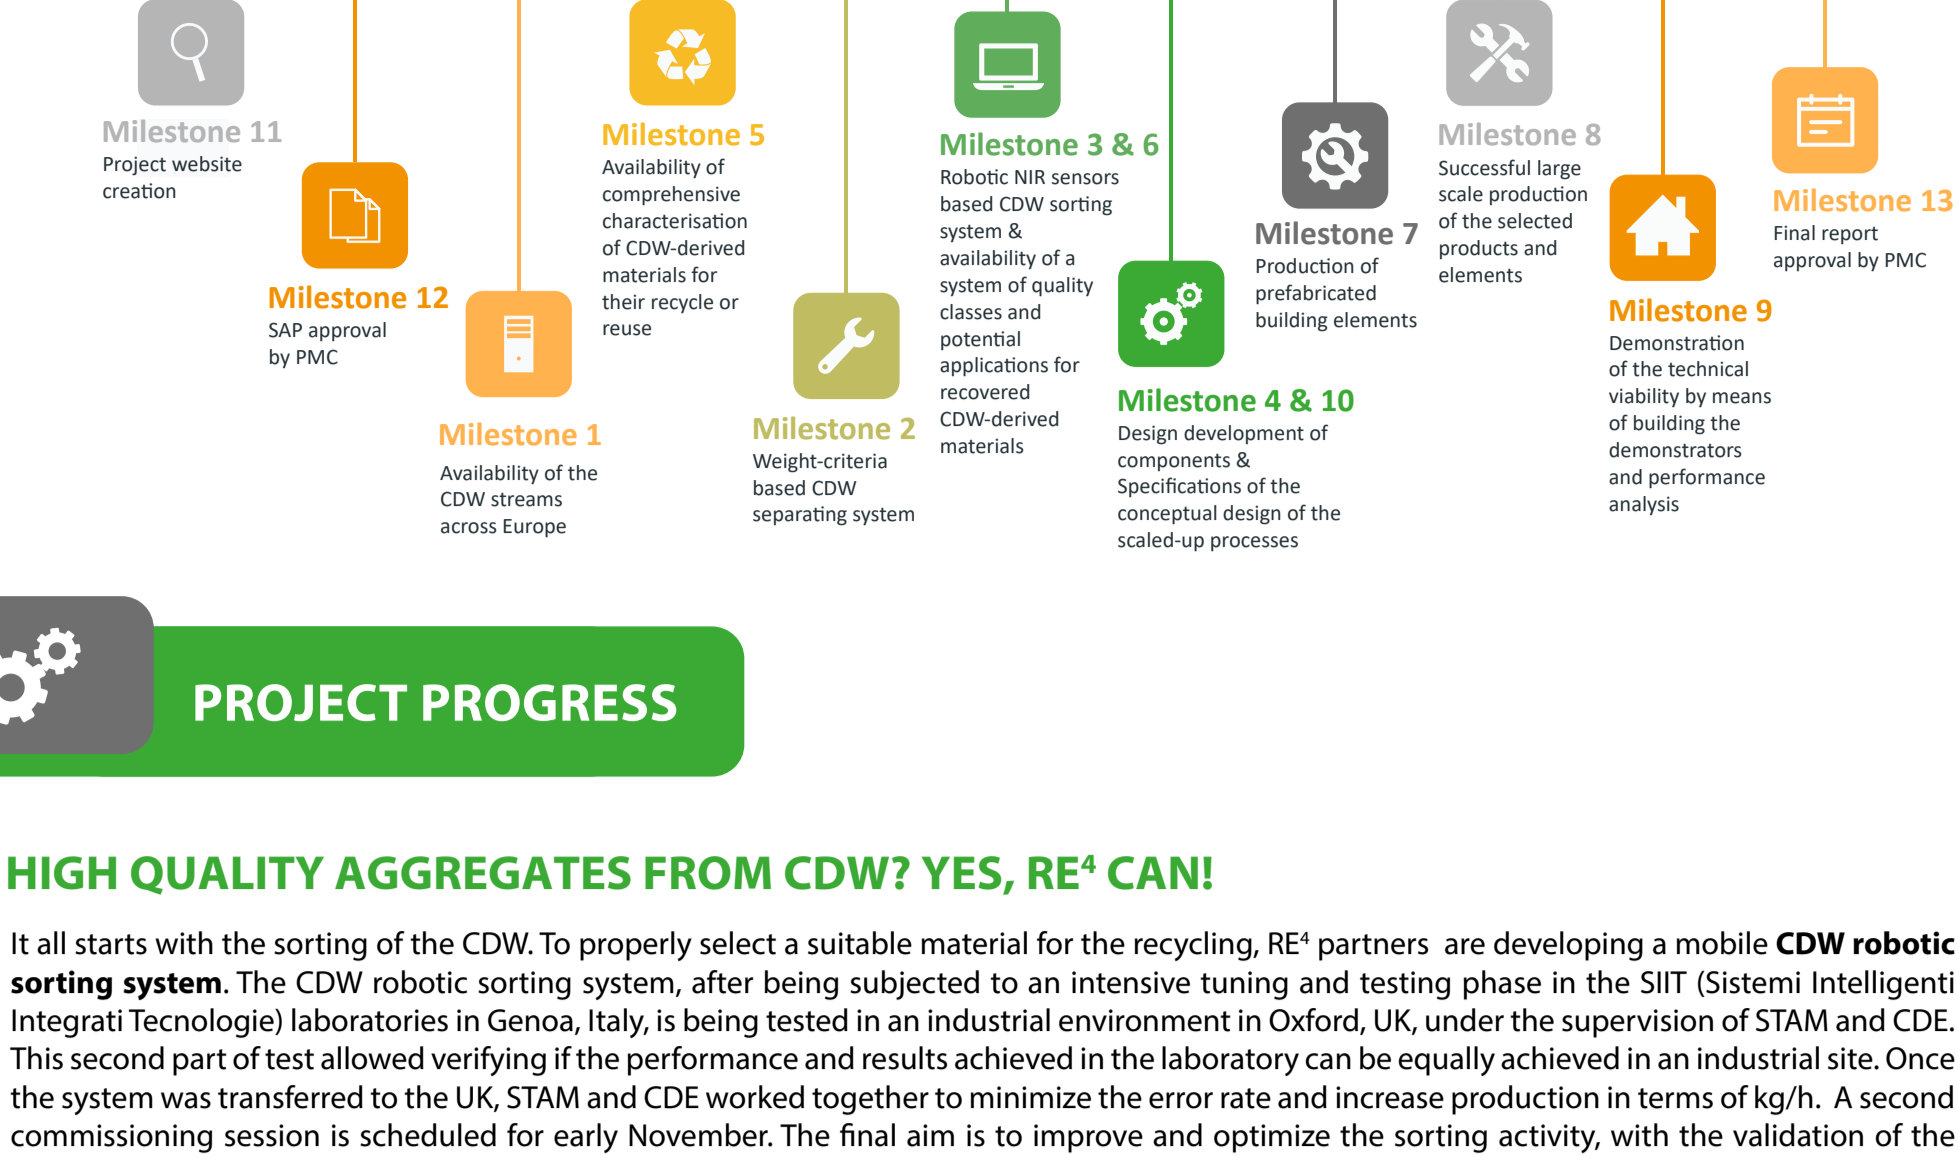 Milestone 11
Project website
creation
Milestone 12
SAP approval
by PMC
Milestone 1
Availability of the
CDW streams
across Europe
Milestone 5
Availability of
comprehensive
characterisation
of CDW-derived
materials for
their recycle or
reuse
Milestone 2
Weight-criteria
based CDW
separating system
Milestone 3 & 6
Robotic NIR sensors
based CDW sorting
system &
availability of a
system of quality
classes and
potential
applications for
recovered
CDW-derived
materials
Milestone 4 & 10
Design development of
components &
Specifications of the
conceptual design of the
scaled-up processes
Milestone 7
Production of
prefabricated
building elements
Milestone 8
Successful large
scale production
of the selected
products and
elements
Milestone 9
Demonstration
of the technical
viability by means
of building the
demonstrators
and performance
analysis
Milestone 13
Final report
approval by PMC
PROJECT PROGRESS
HIGH QUALITY AGGREGATES FROM CDW? YES, RE⁴ CAN!
It all starts with the sorting of the CDW. To properly select a suitable material for the recycling, RE⁴ partners are developing a mobile CDW robotic
sorting system. The CDW robotic sorting system, after being subjected to an intensive tuning and testing phase in the SIIT (Sistemi Intelligenti
Integrati Tecnologie) laboratories in Genoa, Italy, is being tested in an industrial environment in Oxford, UK, under the supervision of STAM and CDE.
This second part of test allowed verifying if the performance and results achieved in the laboratory can be equally achieved in an industrial site. Once
the system was transferred to the UK, STAM and CDE worked together to minimize the error rate and increase production in terms of kg/h. A second
commissioning session is scheduled for early November. The final aim is to improve and optimize the sorting activity, with the validation of the